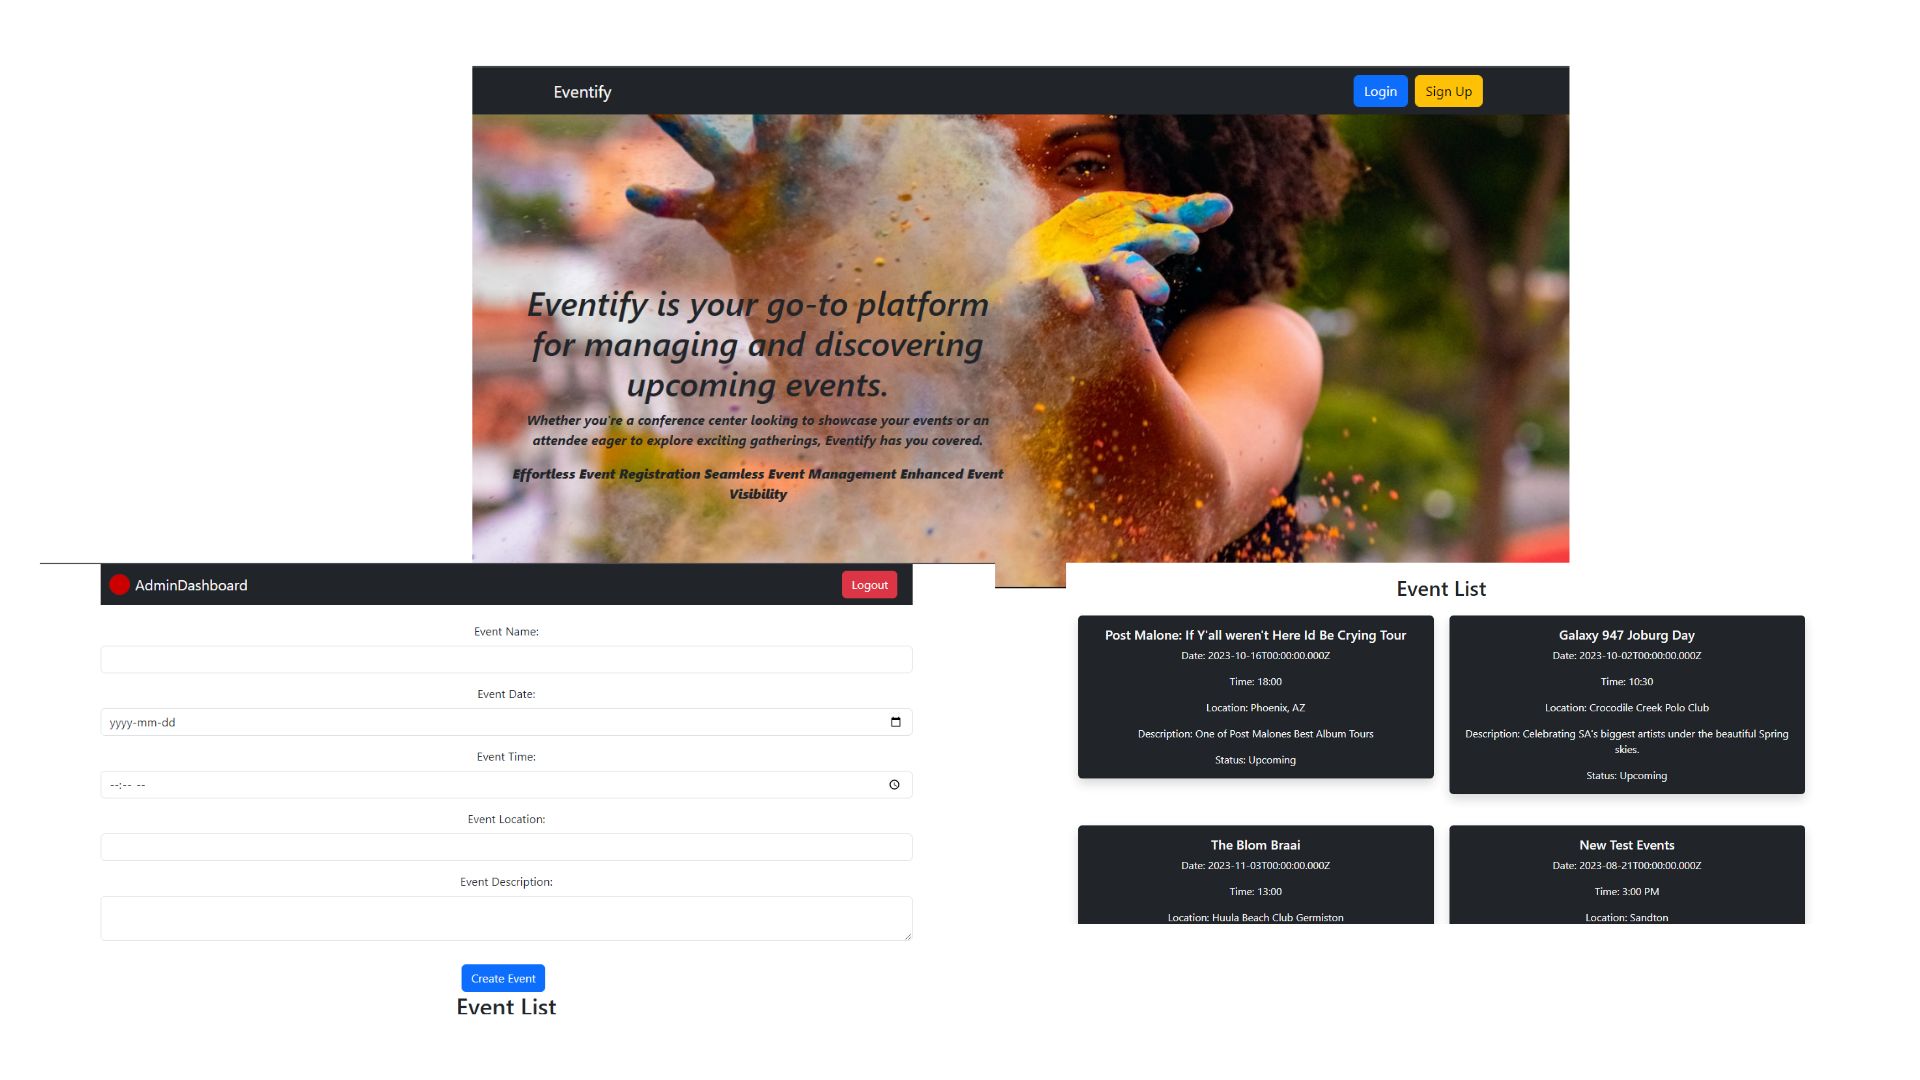 Eventify
Login
Sign Up
Eventify is your go-to platform
for managing and discovering
upcoming events.
Whether you're a conference center looking to showcase your events or an
attendee eager to explore exciting gatherings, Eventify has you covered.
Effortless Event Registration Seamless Event Management Enhanced Event
Visibility
AdminDashboard
Logout
Event Name:
Event Date:
yyyy-mm-dd
Event Time:
--:-- --
Event Location:
Event Description:
Create Event
Event List
Event List
Post Malone: If Y'all weren't Here Id Be Crying Tour
Date: 2023-10-16T00:00:00.000Z
Time: 18:00
Location: Phoenix, AZ
Description: One of Post Malones Best Album Tours
Status: Upcoming
Galaxy 947 Joburg Day
Date: 2023-10-02T00:00:00.000Z
Time: 10:30
Location: Crocodile Creek Polo Club
Description: Celebrating SA's biggest artists under the beautiful Spring
skies.
Status: Upcoming
The Blom Braai
Date: 2023-11-03T00:00:00.000Z
Time: 13:00
Location: Huula Beach Club Germiston
New Test Events
Date: 2023-08-21T00:00:00.000Z
Time: 3:00 PM
Location: Sandton